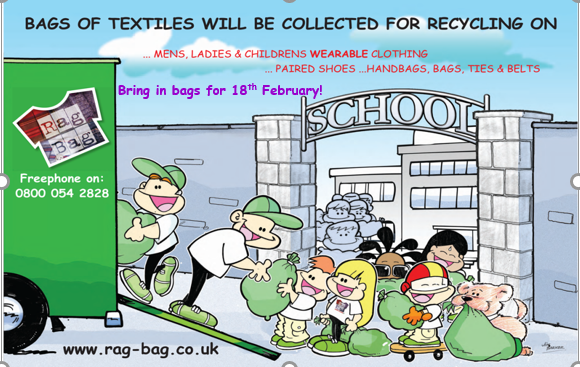 BAGS OF TEXTILES WILL BE COLLECTED FOR RECYCLING ON
... MENS, LADIES & CHILDRENS WEARABLE CLOTHING
... PAIRED SHOES ...HANDBAGS, BAGS, TIES & BELTS
Bring in bags for 18th February!
SCHOOL
Rag
Bag
Freephone on:
0800 054 2828
www.rag-bag.co.uk